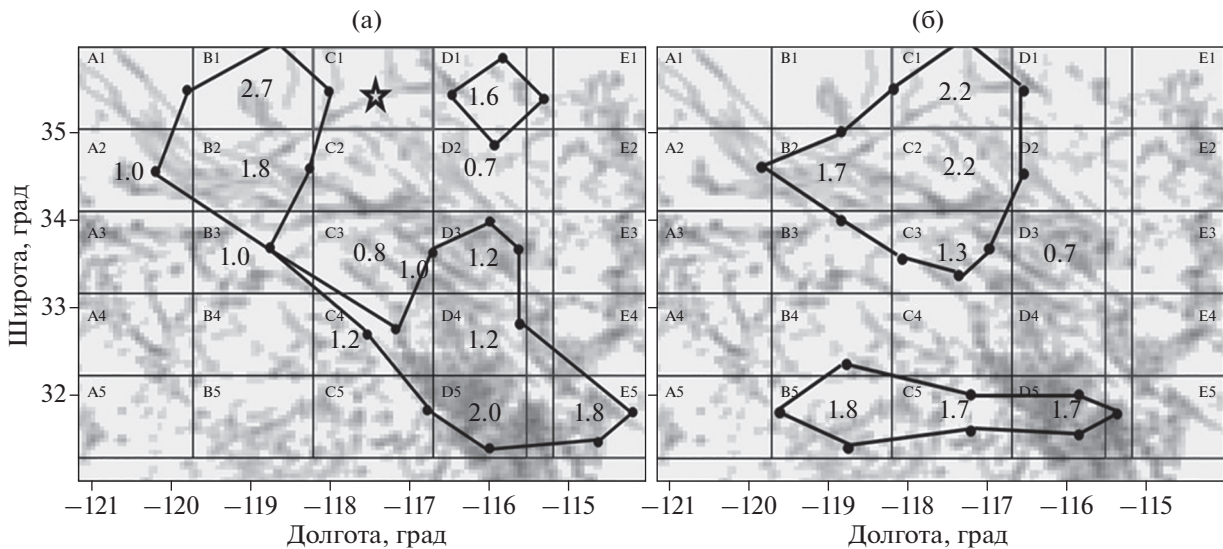 (а) (б)
A1 B1 C1 D1 E1 A1 B1 C1 D1 E1
2.7 1.6 2.2
35
A2 B2 C2 D2 E2 A2 B2 C2 D2 E2
1.0 1.8 0.7 1.7 2.2
34
A3 B3 C3 D3 E3 A3 B3 C3 D3 E3
1.0 0.8 1.0 1.2 1.3 0.7
33
A4 B4 C4 D4 E4 A4 B4 C4 D4 E4
1.2 1.2
32
A5 B5 C5 D5 E5 A5 B5 C5 D5 E5
2.0 1.8 1.8 1.7 1.7
Широта, град
−121 −120 −119 −118 −117 −116 −115 −121 −120 −119 −118 −117 −116 −115
Долгота, град Долгота, град